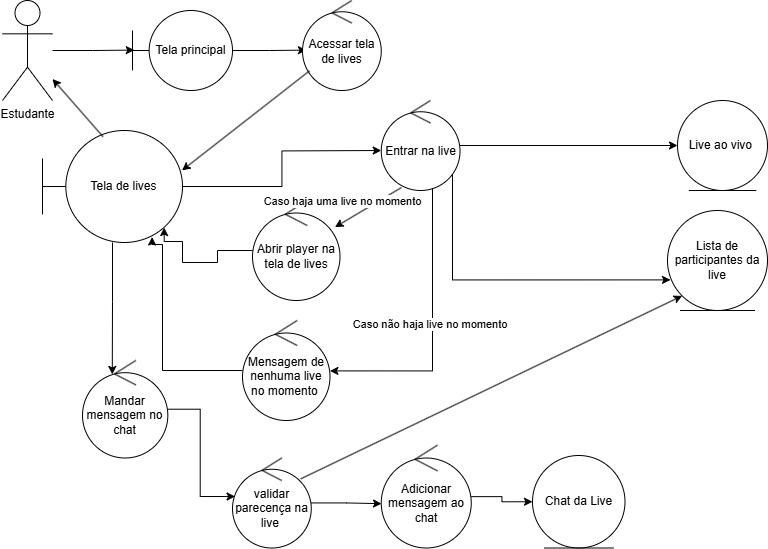 Estudante
Tela principal
Acessar tela
de lives
Tela de lives
Entrar na live
Live ao vivo
Caso haja uma live no momento
Abrir player na
tela de lives
Lista de
participantes da
live
Caso não haja live no momento
Mensagem de
nenhuma live
no momento
Mandar
mensagem no
chat
validar
parecença na
live
Adicionar
mensagem ao
chat
Chat da Live